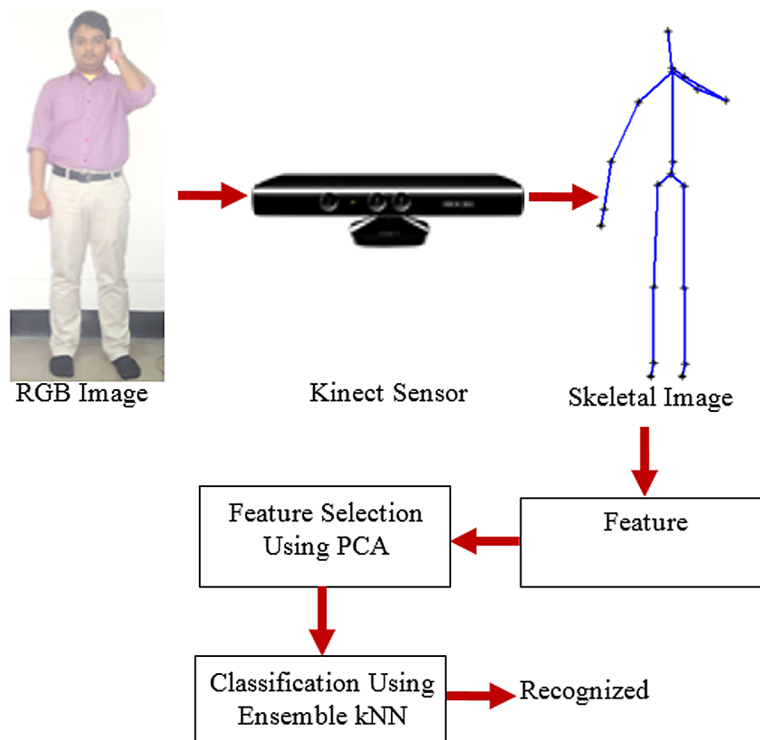 RGB Image
Kinect Sensor
Skeletal Image
Feature
Feature Selection
Using PCA
Classification Using
Ensemble kNN
Recognized